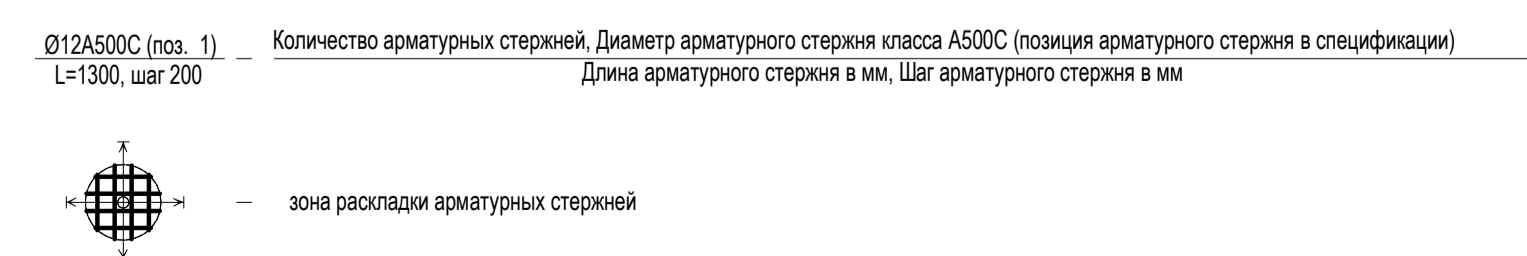 Ø12А500С (поз. 1) — Количество арматурных стержней, Диаметр арматурного стержня класса А500С (позиция арматурного стержня в спецификации)
L=1300, шаг 200 Длина арматурного стержня в мм, Шаг арматурного стержня в мм
— зона раскладки арматурных стержней